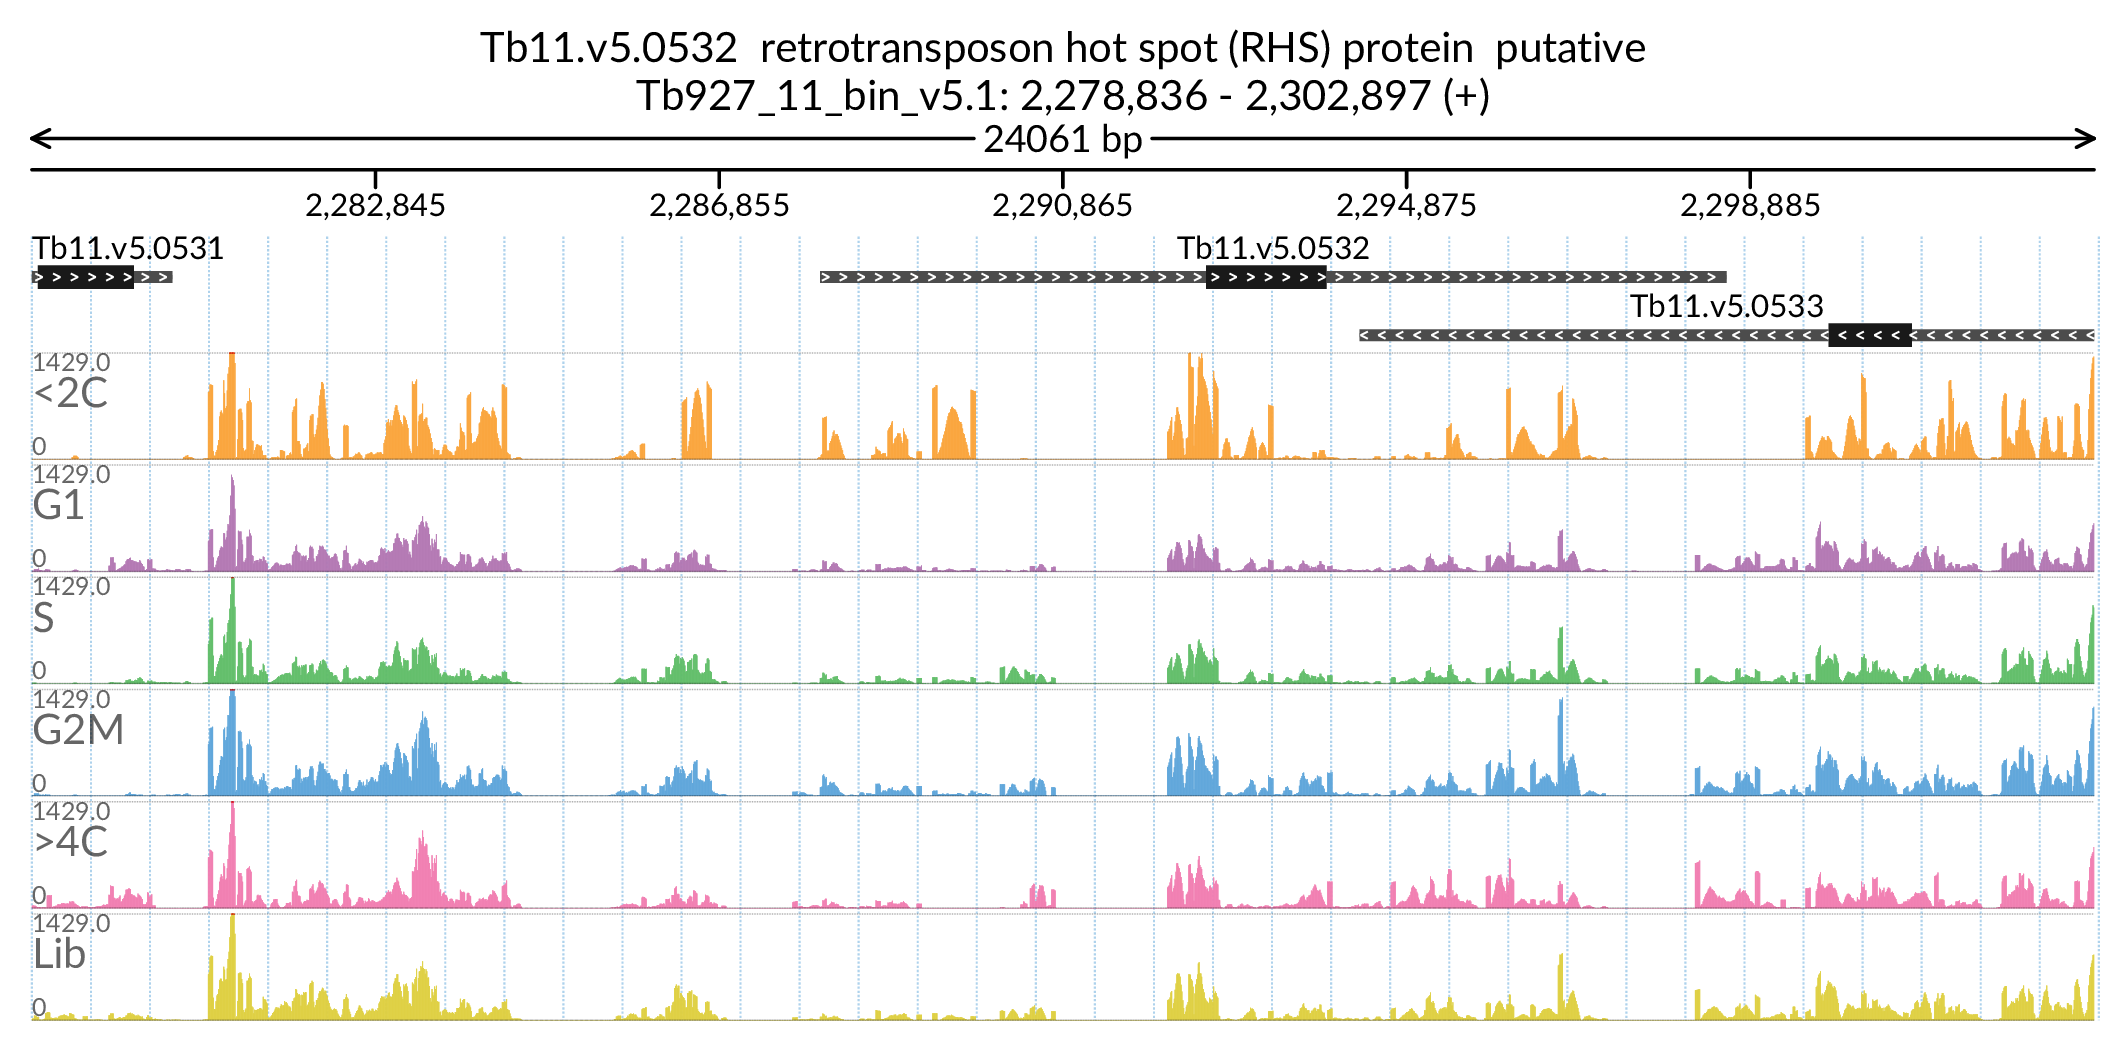 Tb11.v5.0532  retrotransposon hot spot (RHS) protein  putative
Tb927_11_bin_v5.1: 2,278,836 - 2,302,897 (+)
24061 bp
2,282,845 2,286,855 2,290,865 2,294,875 2,298,885
Tb11.v5.0531 Tb11.v5.0532
Tb11.v5.0533
1429.0
<2C
0
1429.0
G1
0
1429.0
S
0
1429.0
G2M
0
1429.0
>4C
0
1429.0
Lib
0